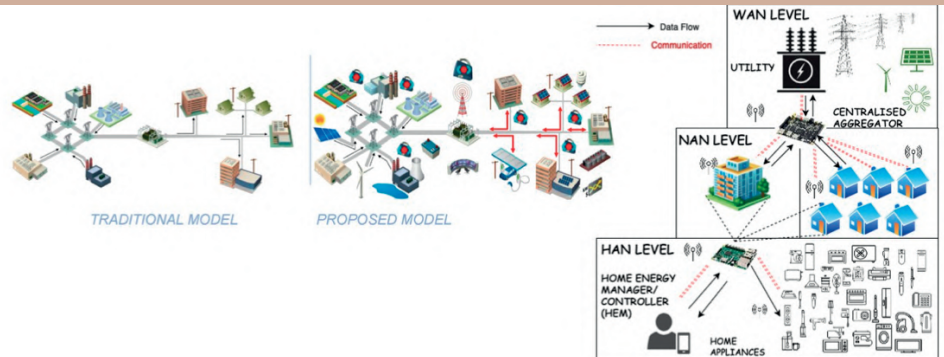 TRADITIONAL MODEL
PROPOSED MODEL
Data Flow
Communication
WAN LEVEL
UTILITY
CENTRALISED
AGGREGATOR
NAN LEVEL
HAN LEVEL
HOME ENERGY
MANAGER/
CONTROLLER
(HEM)
HOME
APPLIANCES